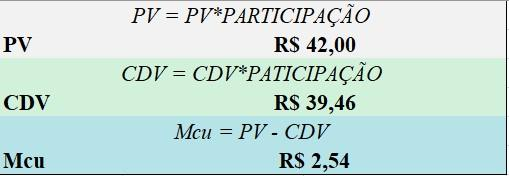 PV = PV*PARTICIPAÇÃO
PV R$ 42,00
CDV = CDV*PATICIPAÇÃO
CDV R$ 39,46
Mcu = PV - CDV
Mcu R$ 2,54